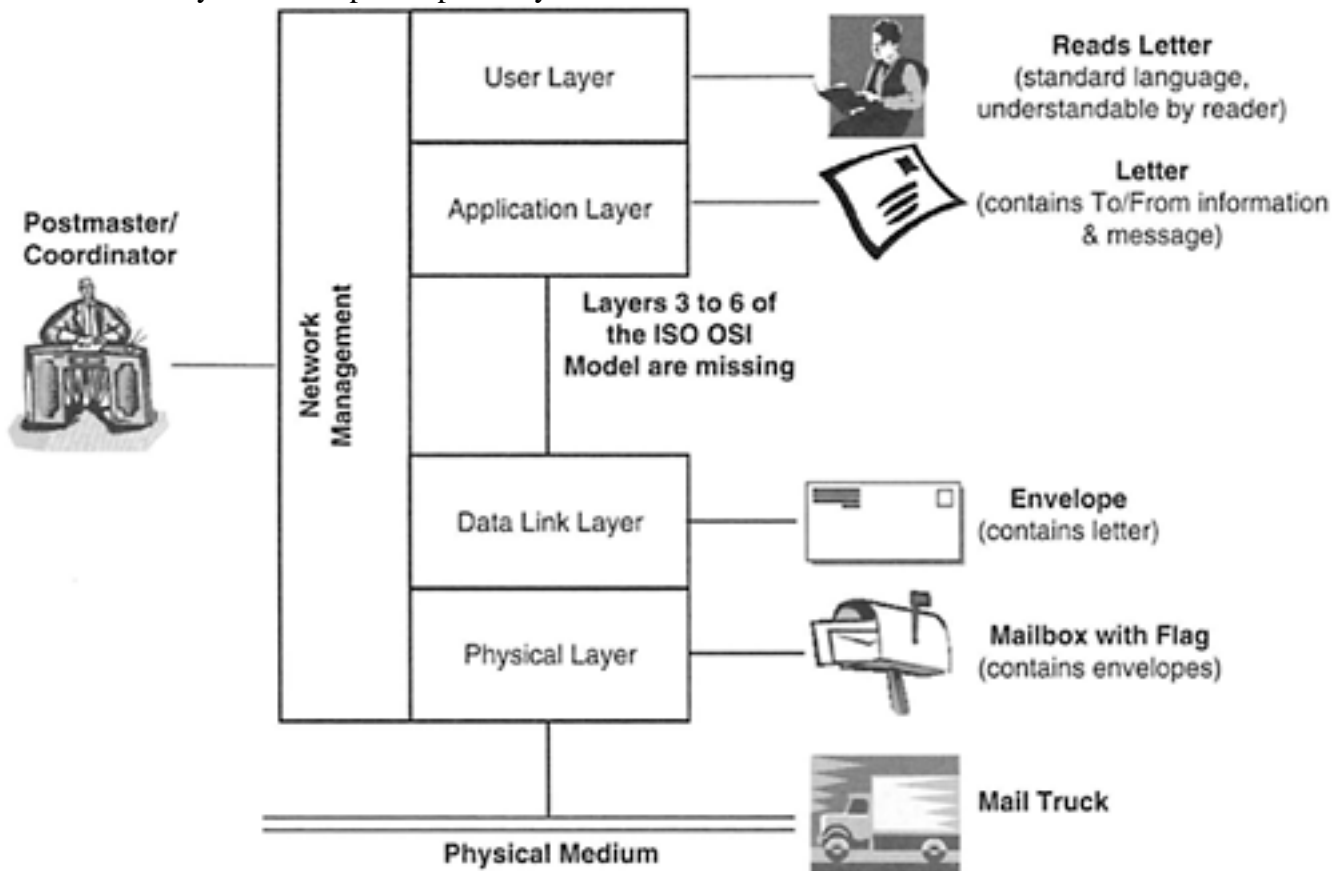 User Layer
Reads Letter
(standard language,
understandable by reader)
Application Layer
Letter
(contains To/From information
& message)
Postmaster/
Coordinator
Network
Management
Layers 3 to 6 of
the ISO OSI
Model are missing
Data Link Layer
Envelope
(contains letter)
Physical Layer
Mailbox with Flag
(contains envelopes)
Mail Truck
Physical Medium